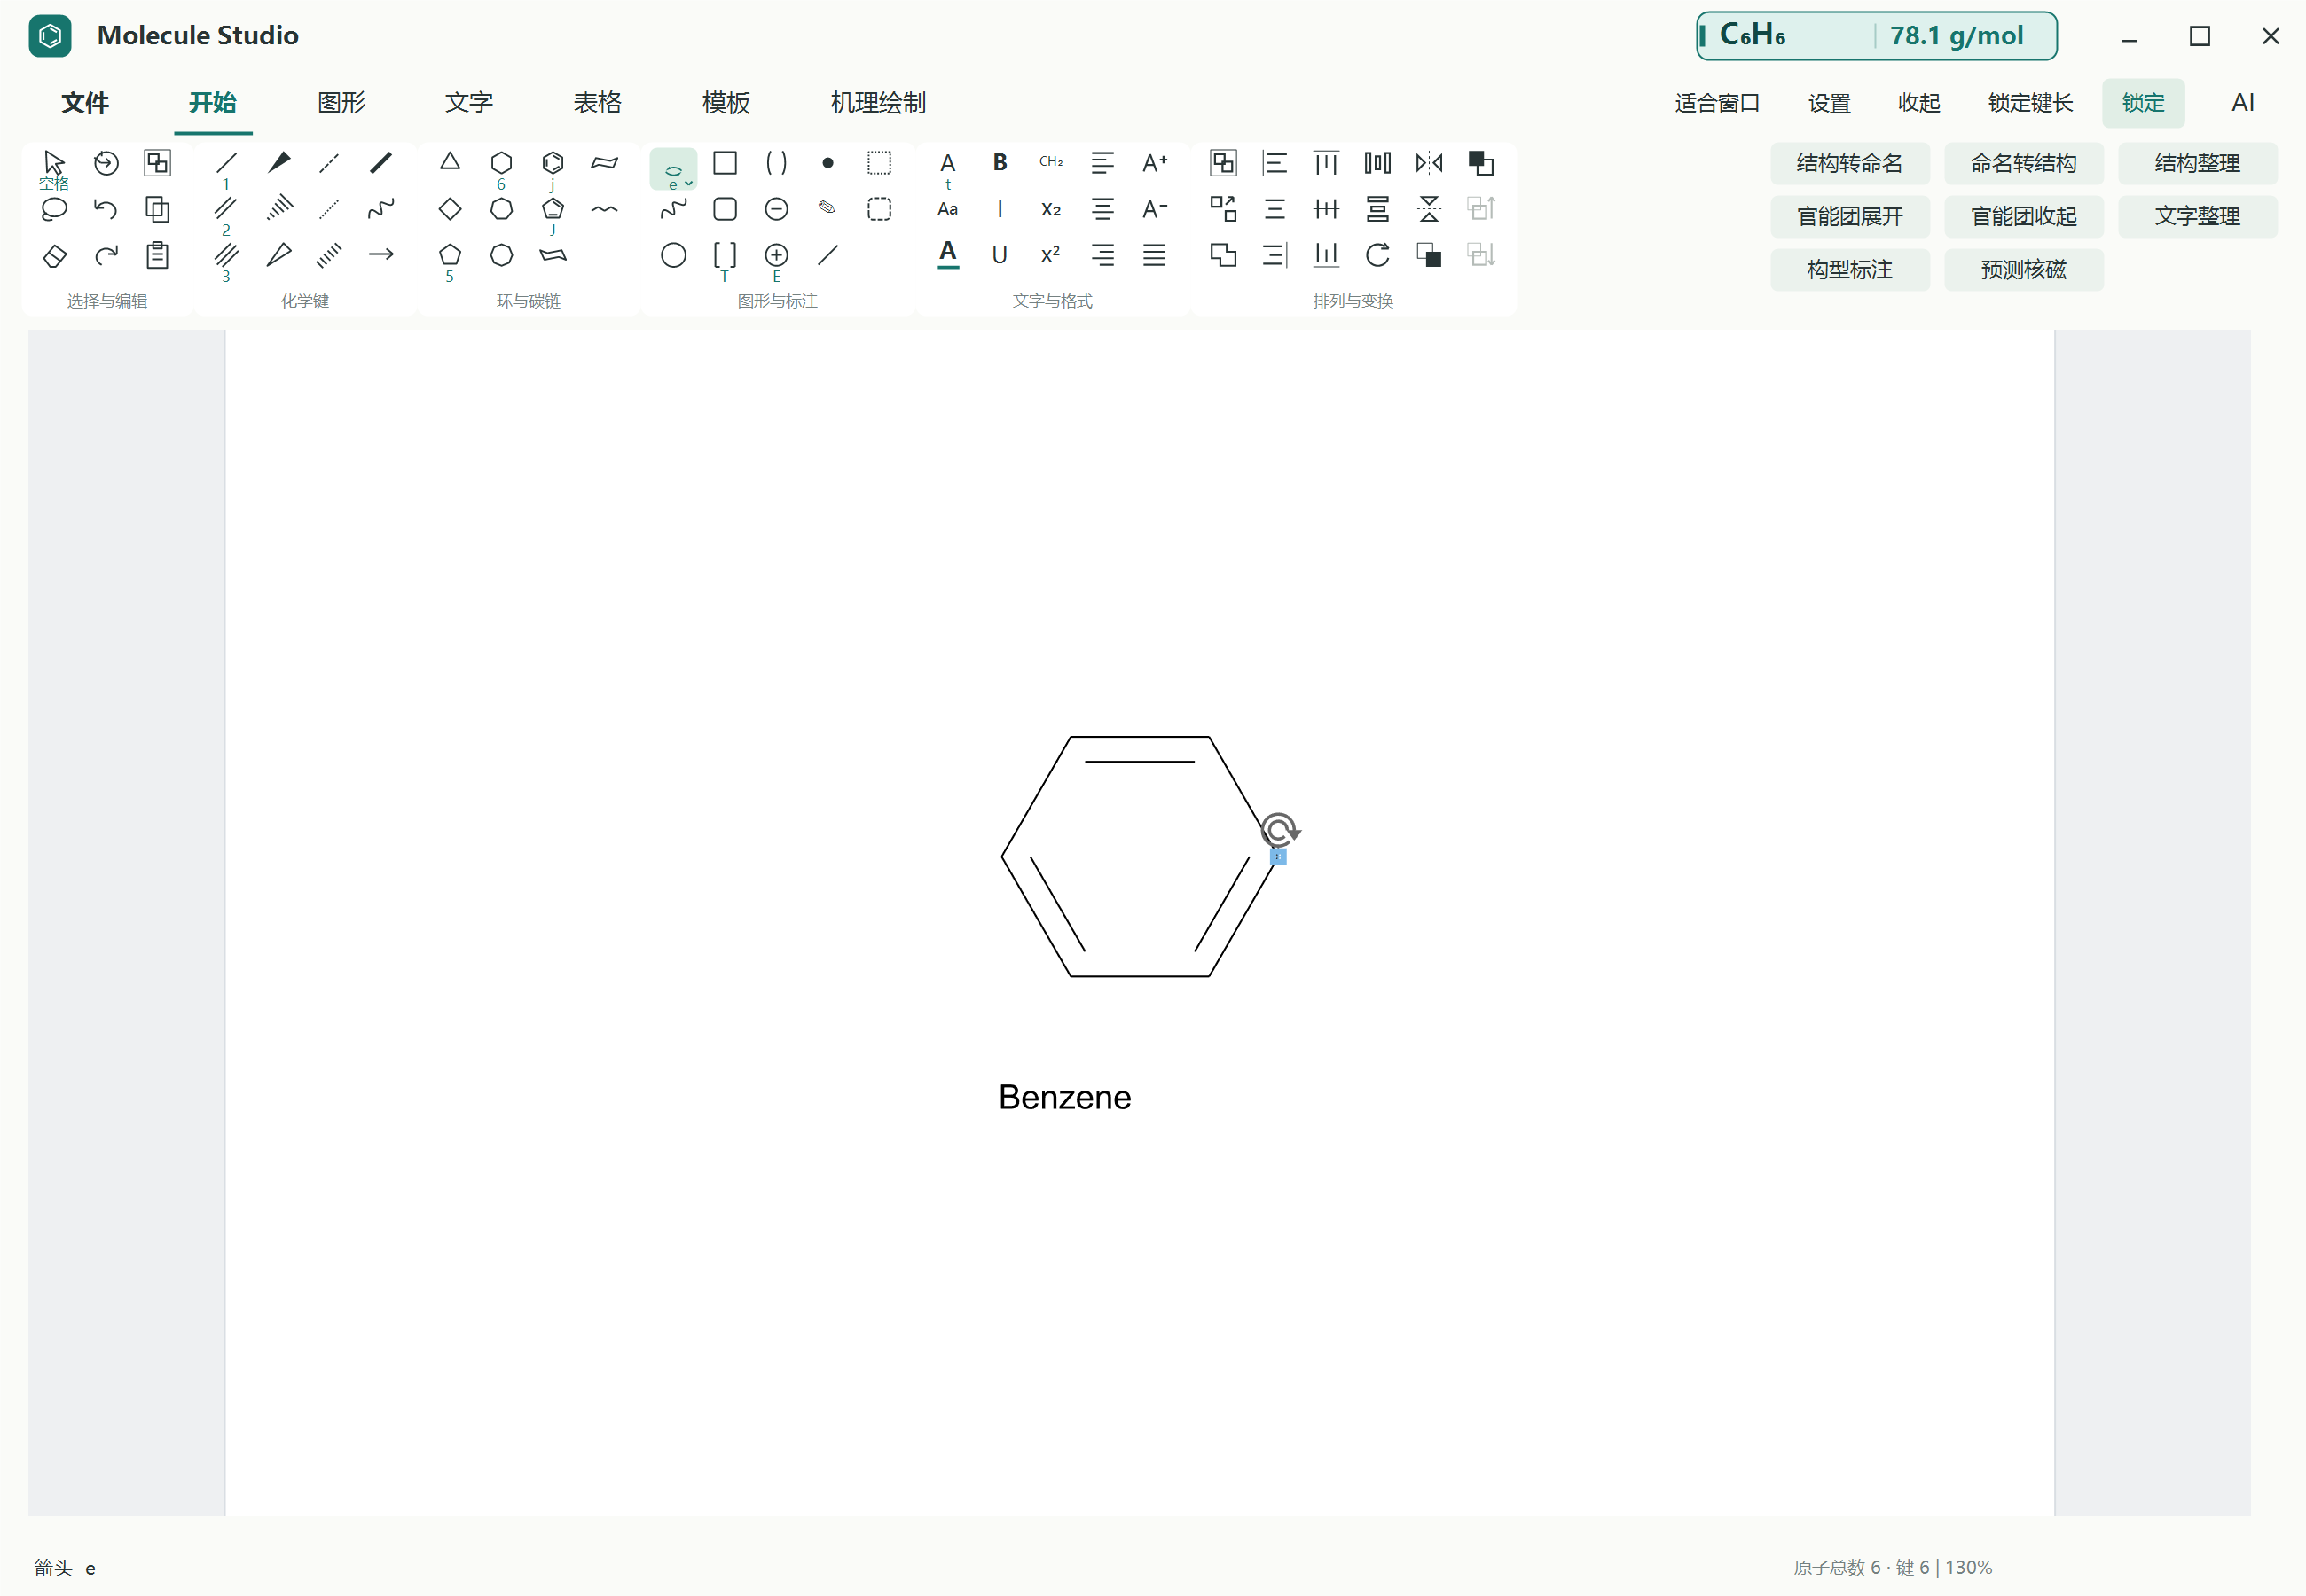 Molecule Studio
C₆H₆ 78.1 g/mol
文件 开始 图形 文字 表格 模板 机理绘制 适合窗口 设置 收起 锁定键长 锁定 AI
空格 1 6 j e A t B CH₂ A⁺
2 J Aa I X₂ A⁻
3 5 T E A U X²
选择与编辑 化学键 环与碳链 图形与标注 文字与格式 排列与变换
结构转命名 命名转结构 结构整理
官能团展开 官能团收起 文字整理
构型标注 预测核磁
Benzene
箭头 e
原子总数 6 · 键 6 | 130%